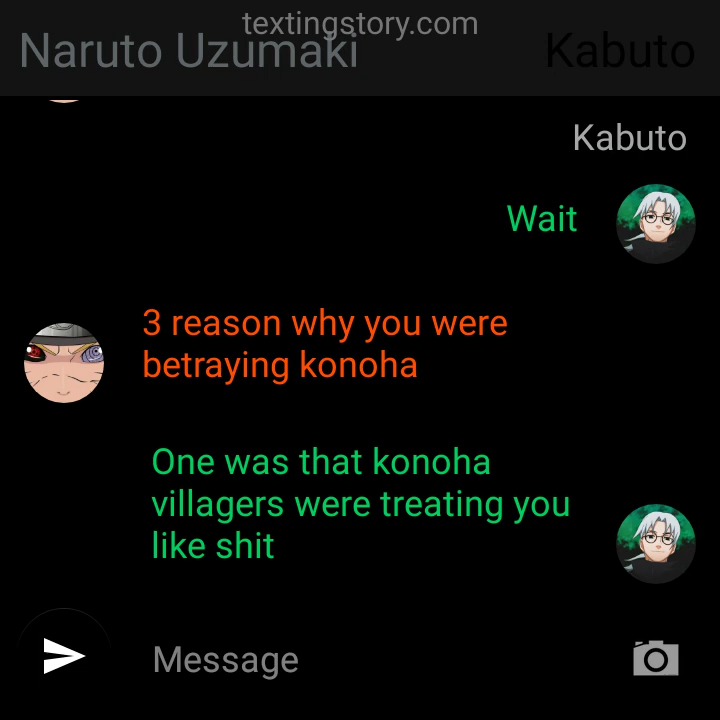 textingstory.com
Naruto Uzumaki
Kabuto
Kabuto
Wait
3 reason why you were
betraying konoha
One was that konoha
villagers were treating you
like shit
Message